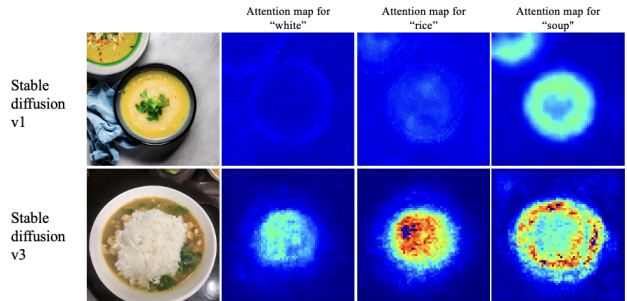 Attention map for
“white”
Attention map for
“rice”
Attention map for
“soup"
Stable
diffusion
v1
Stable
diffusion
v3